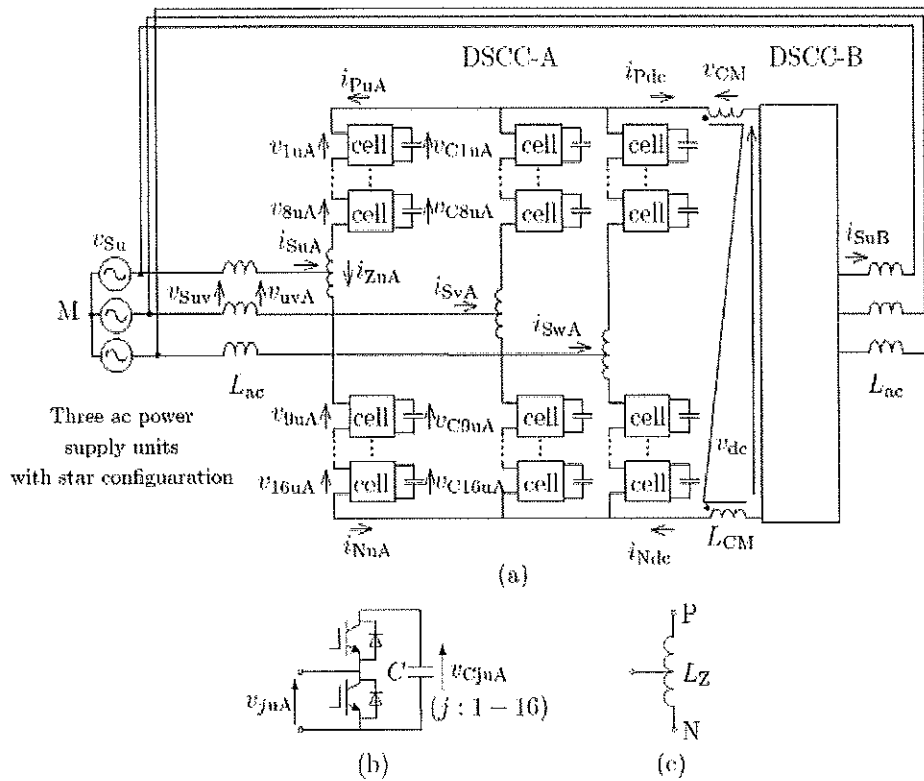 DSCC-A
DSCC-B
i_PuA
i_Pdc
v_CM
v_1uA
cell
v_C1uA
cell
cell
v_8uA
cell
v_C8uA
cell
cell
v_Su
i_SuA
i_ZuA
i_SuB
v_Suv
v_uvA
i_SvA
M
i_SwA
L_ac
L_ac
Three ac power
supply units
with star configuaration
v_9uA
cell
v_C9uA
cell
cell
v_dc
v_16uA
cell
v_C16uA
cell
cell
i_NuA
i_Ndc
L_CM
(a)
v_juA
C
v_CjuA
(j : 1 − 16)
(b)
P
L_Z
N
(c)